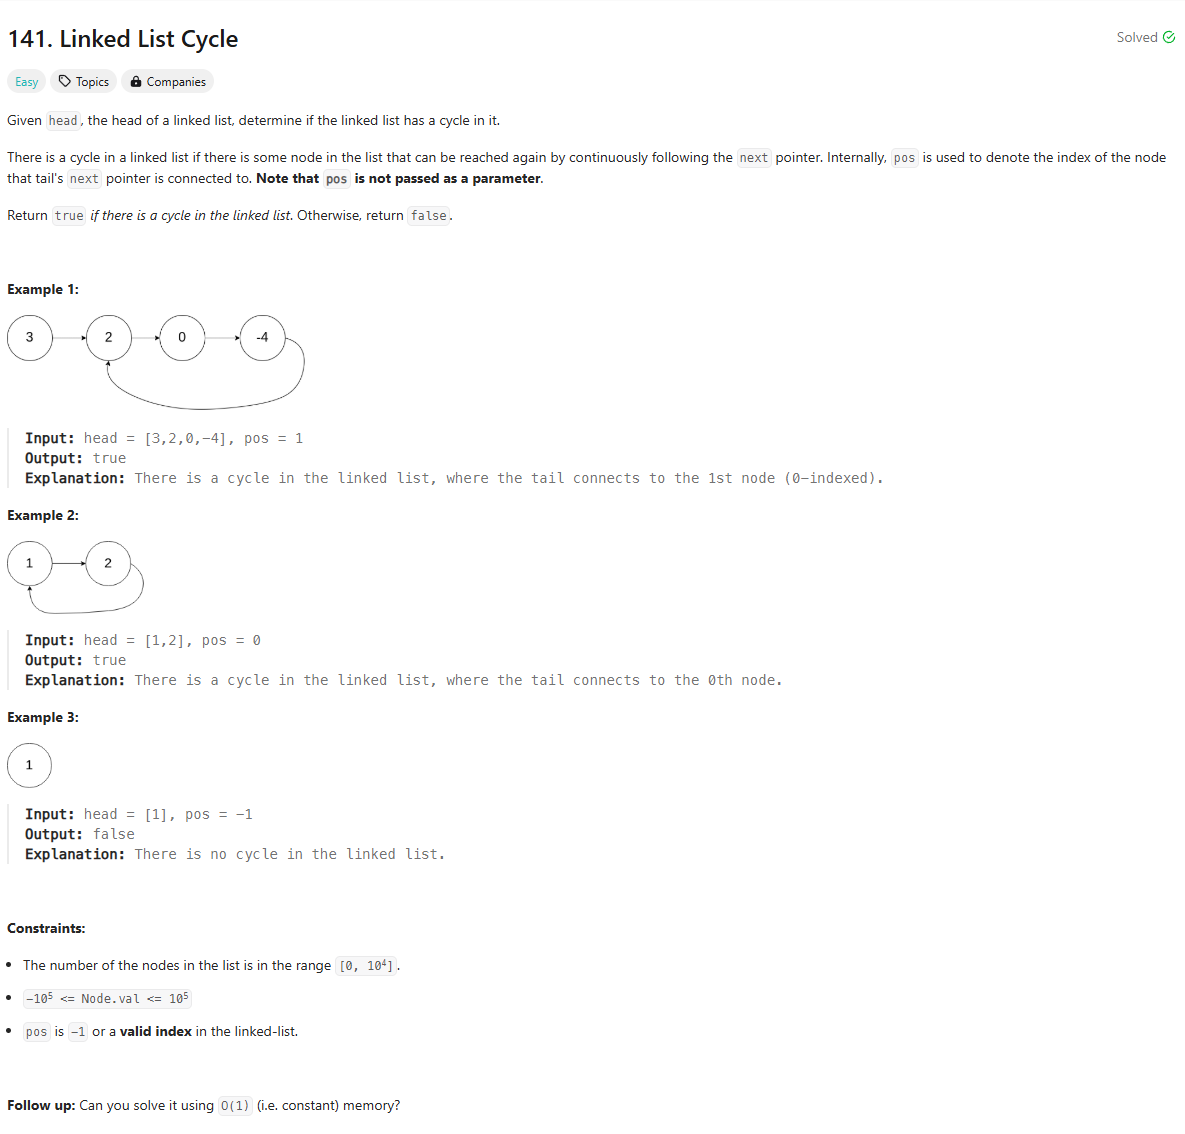 141. Linked List Cycle
Solved
Easy
Topics
Companies
Given head, the head of a linked list, determine if the linked list has a cycle in it.
There is a cycle in a linked list if there is some node in the list that can be reached again by continuously following the next pointer. Internally, pos is used to denote the index of the node
that tail's next pointer is connected to. Note that pos is not passed as a parameter.
Return true if there is a cycle in the linked list. Otherwise, return false.
Example 1:
3 2 0 -4
Input: head = [3,2,0,-4], pos = 1
Output: true
Explanation: There is a cycle in the linked list, where the tail connects to the 1st node (0-indexed).
Example 2:
1 2
Input: head = [1,2], pos = 0
Output: true
Explanation: There is a cycle in the linked list, where the tail connects to the 0th node.
Example 3:
1
Input: head = [1], pos = -1
Output: false
Explanation: There is no cycle in the linked list.
Constraints:
• The number of the nodes in the list is in the range [0, 10⁴].
• -10⁵ <= Node.val <= 10⁵
• pos is -1 or a valid index in the linked-list.
Follow up: Can you solve it using O(1) (i.e. constant) memory?